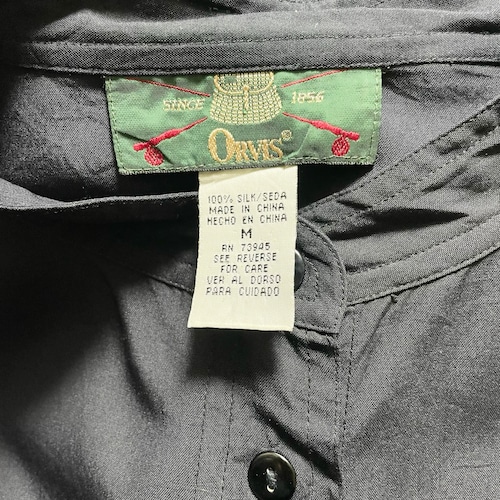 SINCE 1856
ORVIS®
100% SILK/SEDA
MADE IN CHINA
HECHO EN CHINA
M
RN 73945
SEE REVERSE
FOR CARE
VER AL DORSO
PARA CUIDADO